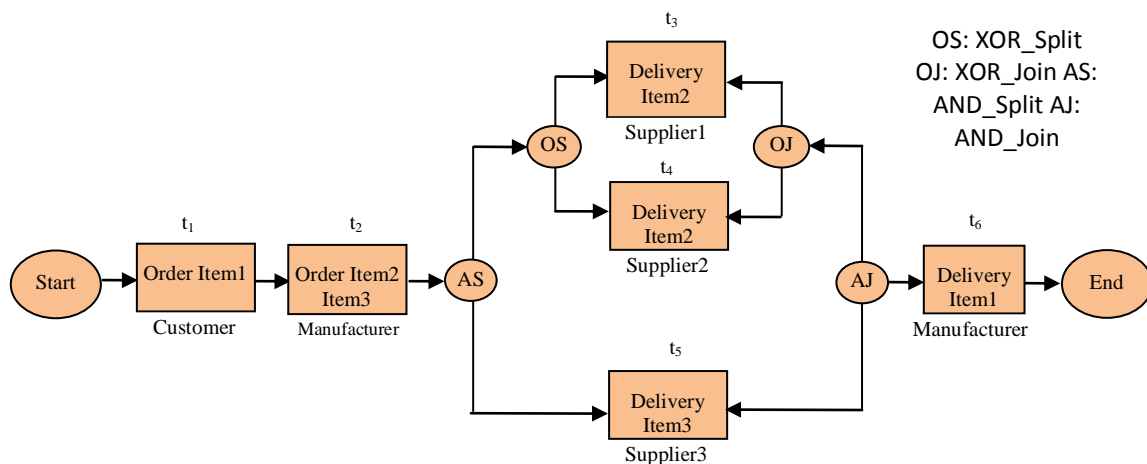 t3
OS: XOR_Split
OJ: XOR_Join AS:
AND_Split AJ:
AND_Join
Delivery
Item2
Supplier1
OS
OJ
t4
Delivery
Item2
Supplier2
t1
t2
t6
Start
Order Item1
Customer
Order Item2
Item3
Manufacturer
AS
AJ
Delivery
Item1
Manufacturer
End
t5
Delivery
Item3
Supplier3